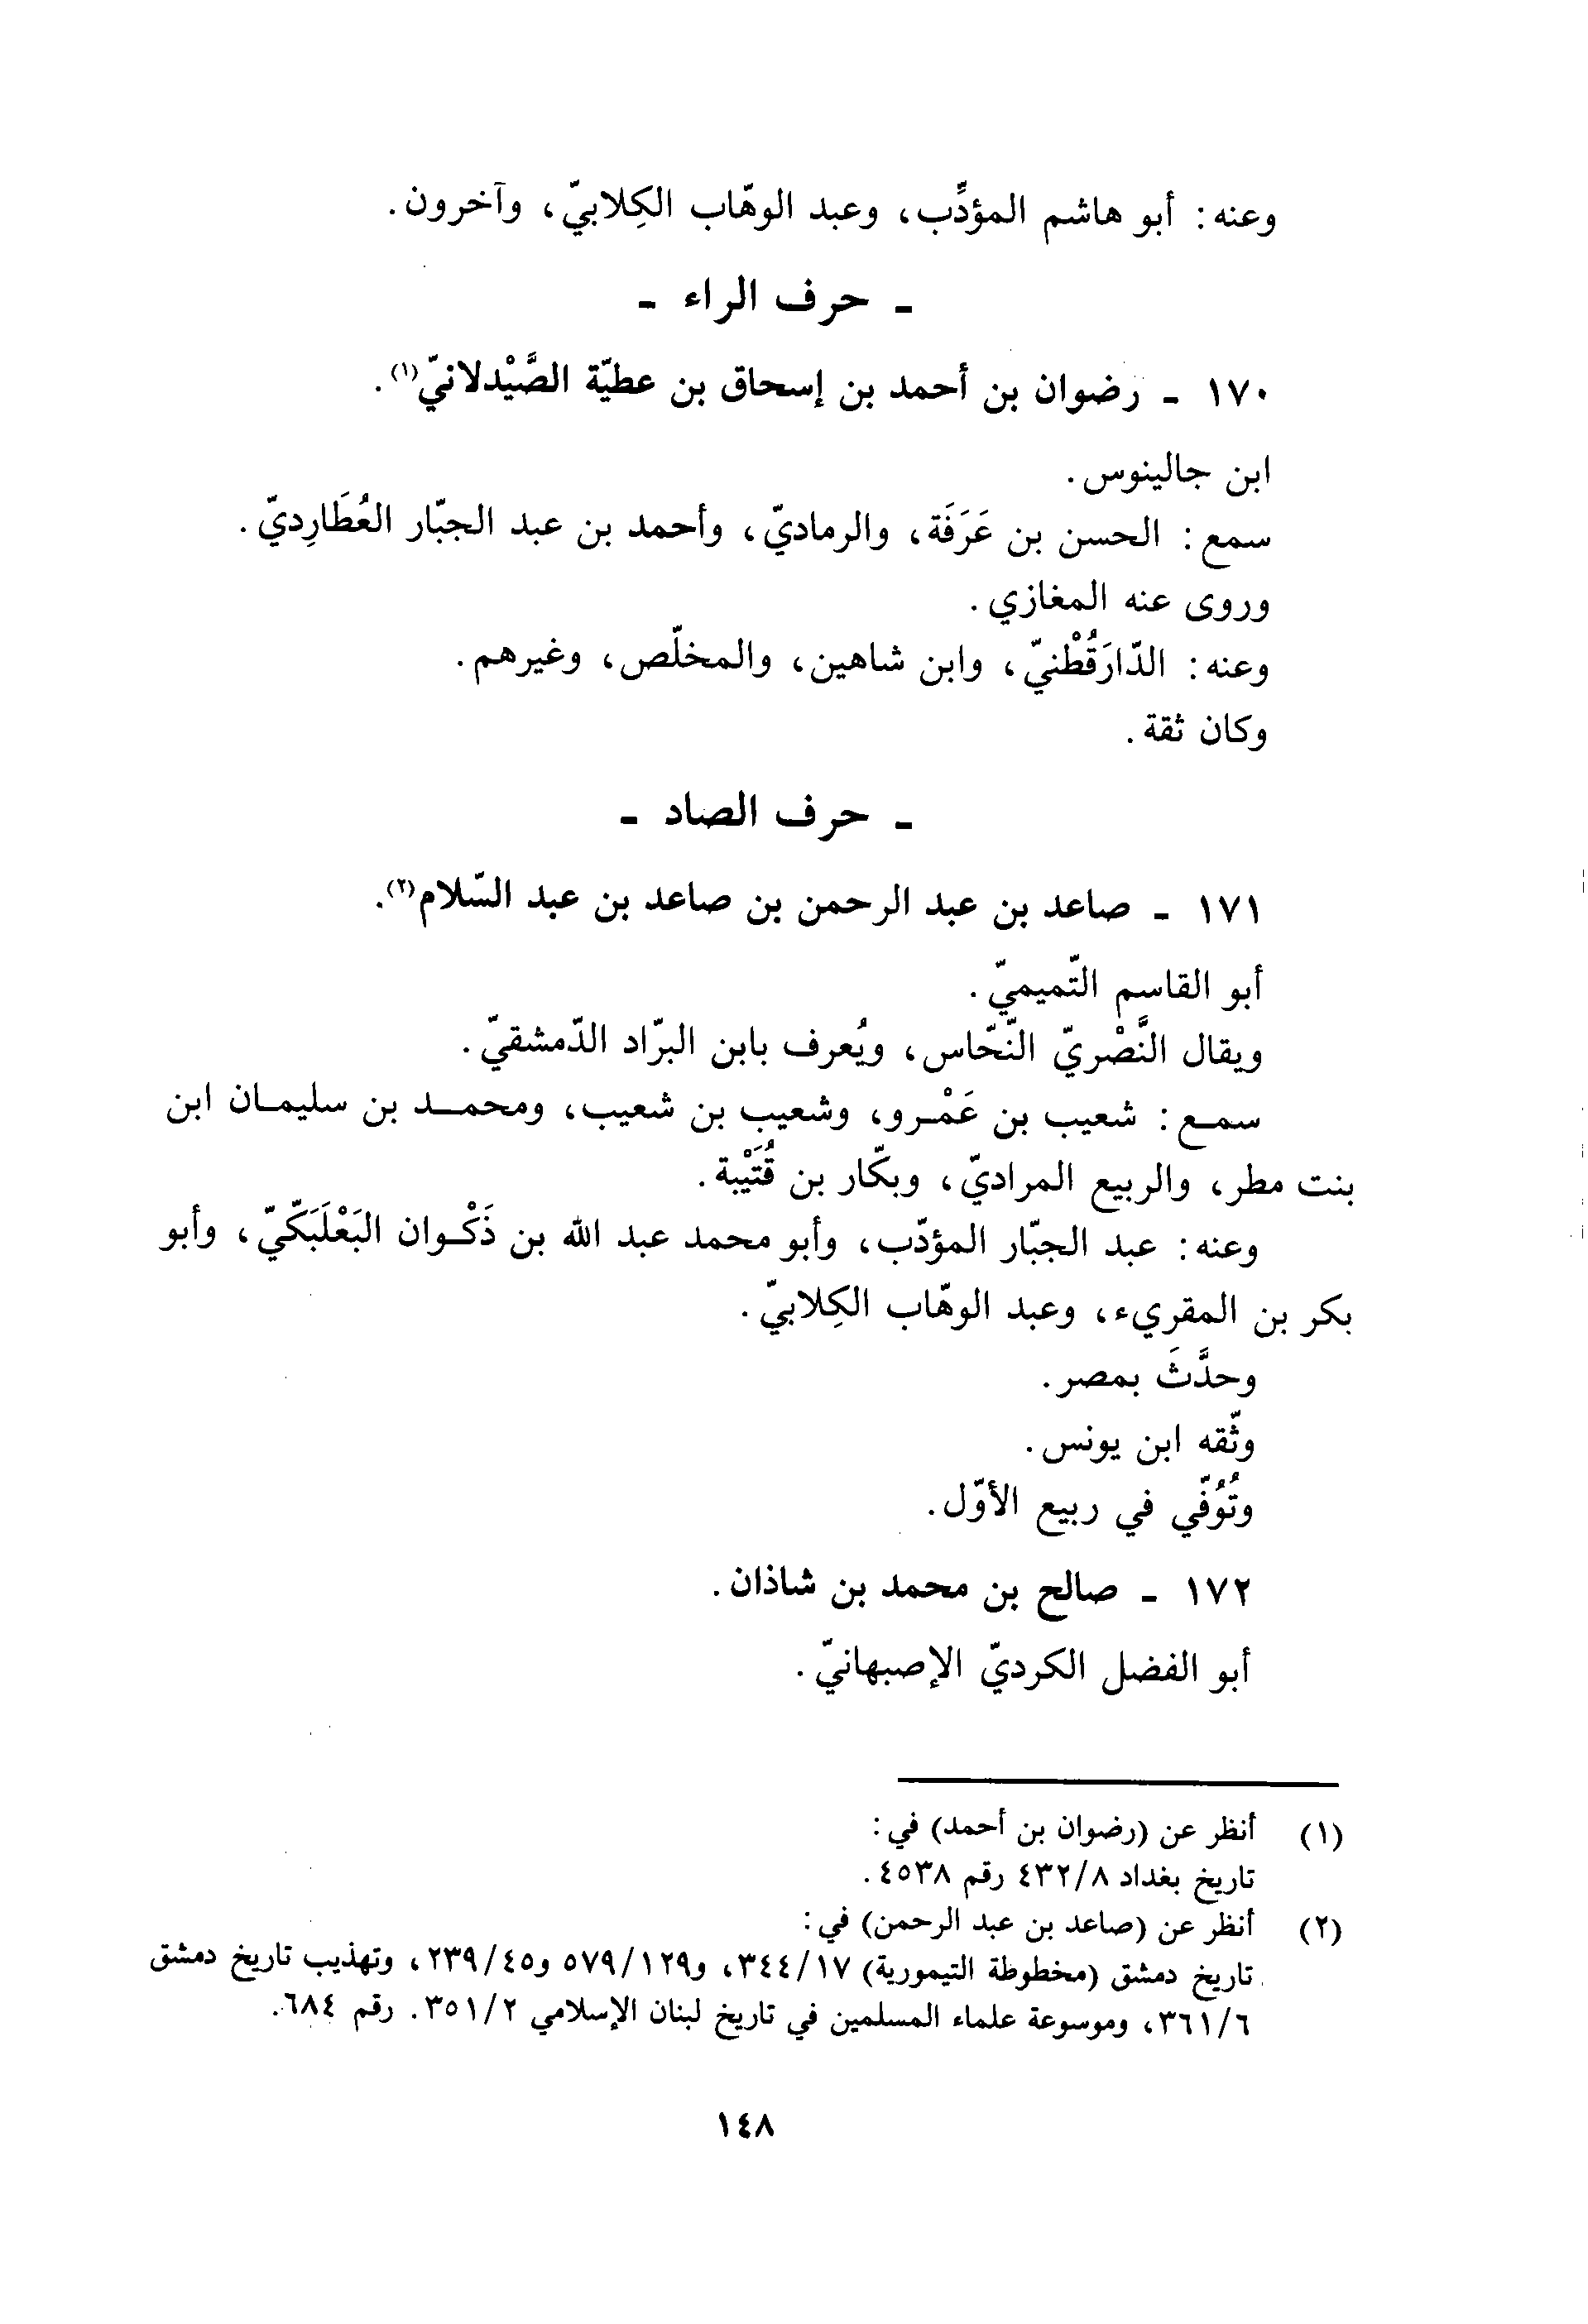 وعنه: أبو هاشم المؤدِّب، وعبد الوهّاب الكِلابيّ، وآخرون.
ـ حرف الراء ـ
١٧٠ ـ رضوان بن أحمد بن إسحاق بن عطيّة الصَّيْدلانيّ(١).
ابن جالينوس.
سمع: الحسن بن عَرَفَة، والرماديّ، وأحمد بن عبد الجبّار العُطَارِديّ.
وروى عنه المغازي.
وعنه: الدّارَقُطْنيّ، وابن شاهين، والمخلّص، وغيرهم.
وكان ثقة.
ـ حرف الصاد ـ
١٧١ ـ صاعد بن عبد الرحمن بن صاعد بن عبد السّلام(٢).
أبو القاسم التّميميّ.
ويقال النَّصْريّ النّحّاس، ويُعرف بابن البرّاد الدّمشقيّ.
سمـع: شعيب بن عَمْـرو، وشعيب بن شعيب، ومحمـد بن سليمـان ابن
بنت مطر، والربيع المراديّ، وبكّار بن قُتَيْبة.
وعنه: عبد الجبّار المؤدّب، وأبو محمد عبد الله بن ذَكْـوان البَعْلَبَكّيّ، وأبو
بكر بن المقريء، وعبد الوهّاب الكِلابيّ.
وحدَّثَ بمصر.
وثّقه ابن يونس.
وتُوُفّي في ربيع الأوّل.
١٧٢ ـ صالح بن محمد بن شاذان.
أبو الفضل الكرديّ الإصبهانيّ.
(١) أنظر عن (رضوان بن أحمد) في:
تاريخ بغداد ٤٣٢/٨ رقم ٤٥٣٨.
(٢) أنظر عن (صاعد بن عبد الرحمن) في:
تاريخ دمشق (مخطوطة التيمورية) ٣٤٤/١٧، و٥٧٩/١٢٩ و٢٣٩/٤٥، وتهذيب تاريخ دمشق
٣٦١/٦، وموسوعة علماء المسلمين في تاريخ لبنان الإسلامي ٣٥١/٢. رقم ٦٨٤.
١٤٨